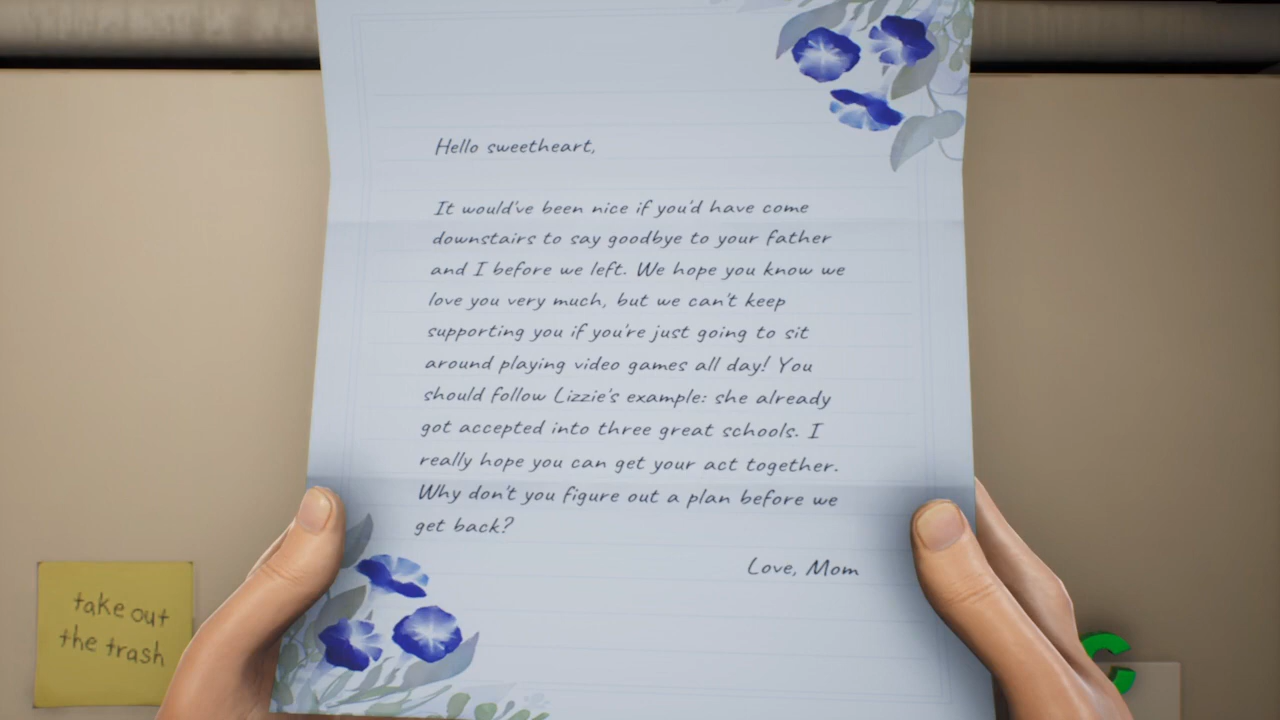 Hello sweetheart,
It would've been nice if you'd have come
downstairs to say goodbye to your father
and I before we left. We hope you know we
love you very much, but we can't keep
supporting you if you're just going to sit
around playing video games all day! You
should follow Lizzie's example: she already
got accepted into three great schools. I
really hope you can get your act together.
Why don't you figure out a plan before we
get back?
Love, Mom
take out
the trash